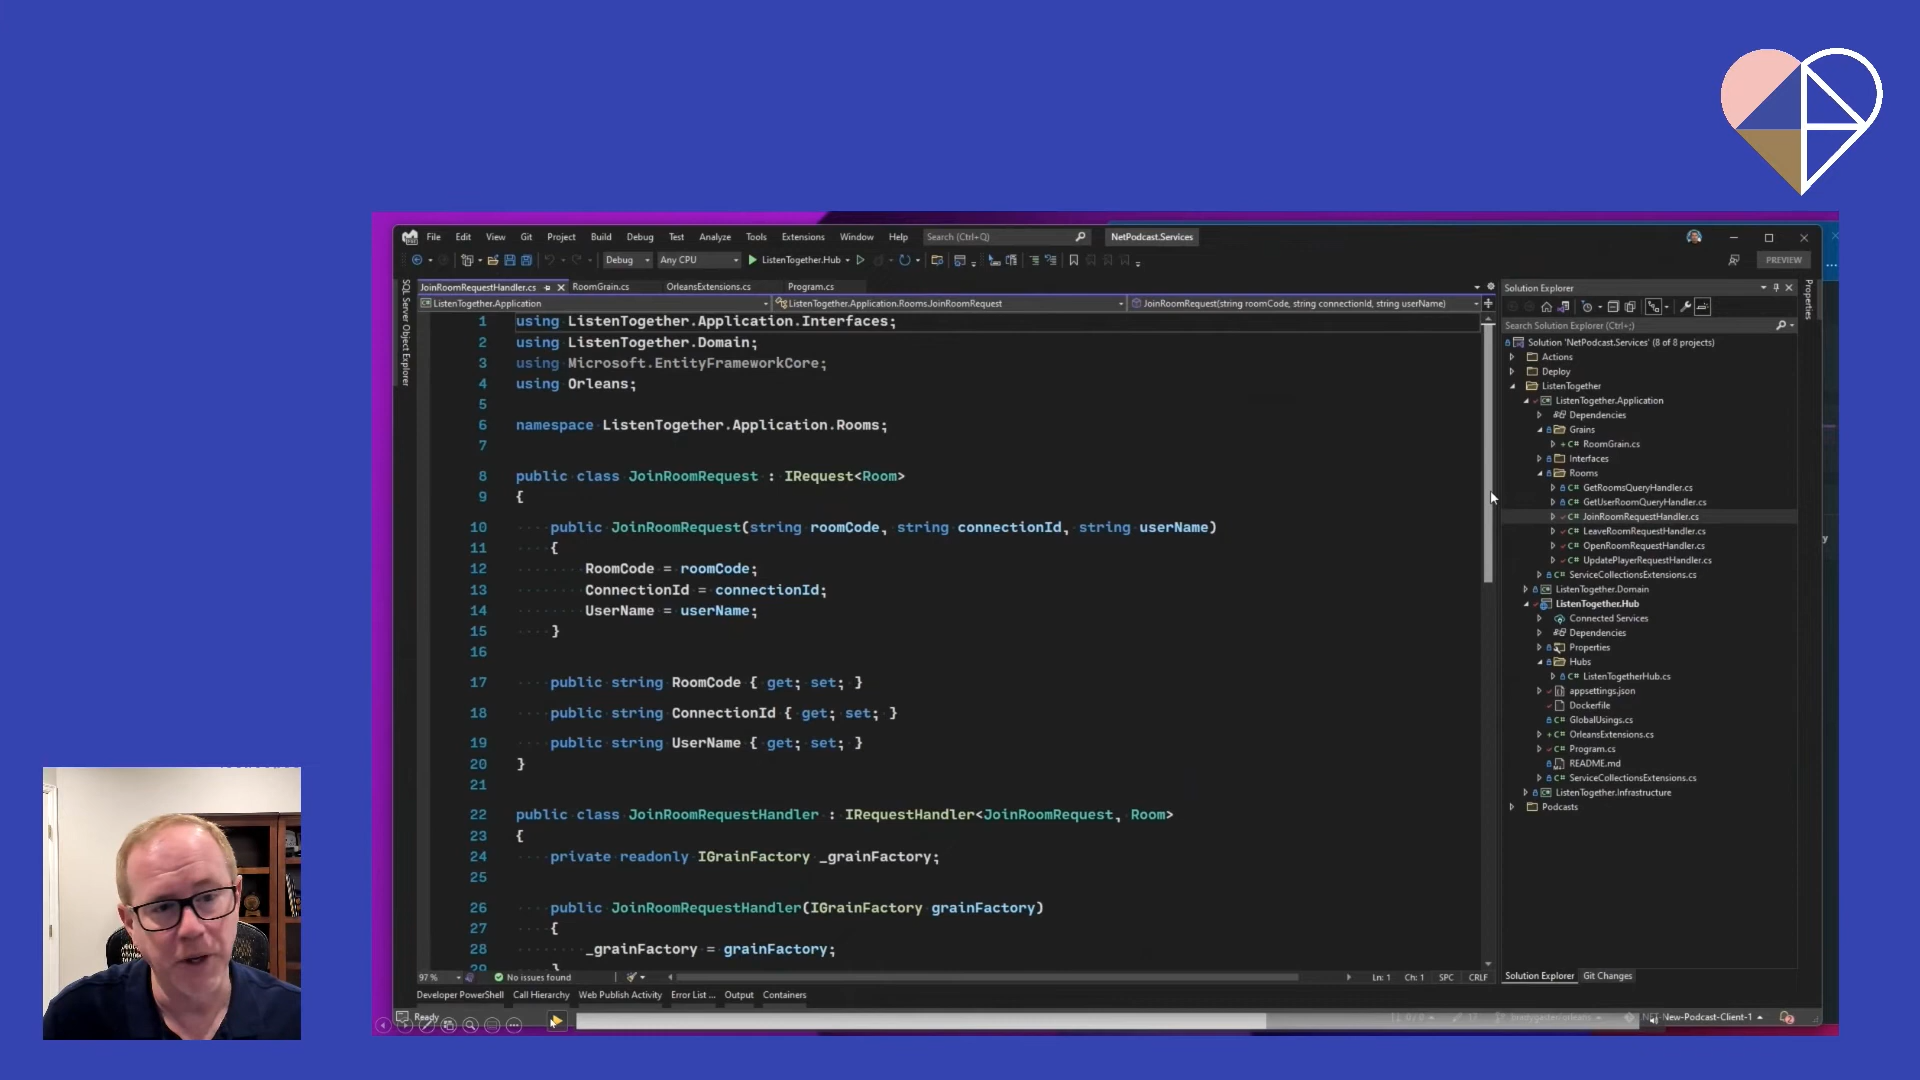 File Edit View Git Project Build Debug Test Analyze Tools Extensions Window Help Search (Ctrl+Q) NetPodcast.Services
Debug Any CPU ListenTogether.Hub PREVIEW
JoinRoomRequestHandler.cs RoomGrain.cs OrleansExtensions.cs Program.cs
ListenTogether.Application ListenTogether.Application.Rooms.JoinRoomRequest JoinRoomRequest(string roomCode, string connectionId, string userName)
SQL Server Object Explorer
1 using ListenTogether.Application.Interfaces;
2 using ListenTogether.Domain;
3 using Microsoft.EntityFrameworkCore;
4 using Orleans;
5
6 namespace ListenTogether.Application.Rooms;
7
8 public class JoinRoomRequest : IRequest<Room>
9 {
10 public JoinRoomRequest(string roomCode, string connectionId, string userName)
11 {
12 RoomCode = roomCode;
13 ConnectionId = connectionId;
14 UserName = userName;
15 }
16
17 public string RoomCode { get; set; }
18 public string ConnectionId { get; set; }
19 public string UserName { get; set; }
20 }
21
22 public class JoinRoomRequestHandler : IRequestHandler<JoinRoomRequest, Room>
23 {
24 private readonly IGrainFactory _grainFactory;
25
26 public JoinRoomRequestHandler(IGrainFactory grainFactory)
27 {
28 _grainFactory = grainFactory;
29 }
97 % No issues found Ln: 1 Ch: 1 SPC CRLF
Developer PowerShell Call Hierarchy Web Publish Activity Error List ... Output Containers
Ready
Solution Explorer
Search Solution Explorer (Ctrl+;)
Solution 'NetPodcast.Services' (8 of 8 projects)
Actions
Deploy
ListenTogether
ListenTogether.Application
Dependencies
Grains
C# RoomGrain.cs
Interfaces
Rooms
C# GetRoomsQueryHandler.cs
C# GetUserRoomQueryHandler.cs
C# JoinRoomRequestHandler.cs
C# LeaveRoomRequestHandler.cs
C# OpenRoomRequestHandler.cs
C# UpdatePlayerRequestHandler.cs
C# ServiceCollectionsExtensions.cs
ListenTogether.Domain
ListenTogether.Hub
Connected Services
Dependencies
Properties
Hubs
C# ListenTogetherHub.cs
appsettings.json
Dockerfile
C# GlobalUsings.cs
C# OrleansExtensions.cs
C# Program.cs
README.md
C# ServiceCollectionsExtensions.cs
ListenTogether.Infrastructure
Podcasts
Solution Explorer Git Changes
Properties
New-Podcast-Client-1